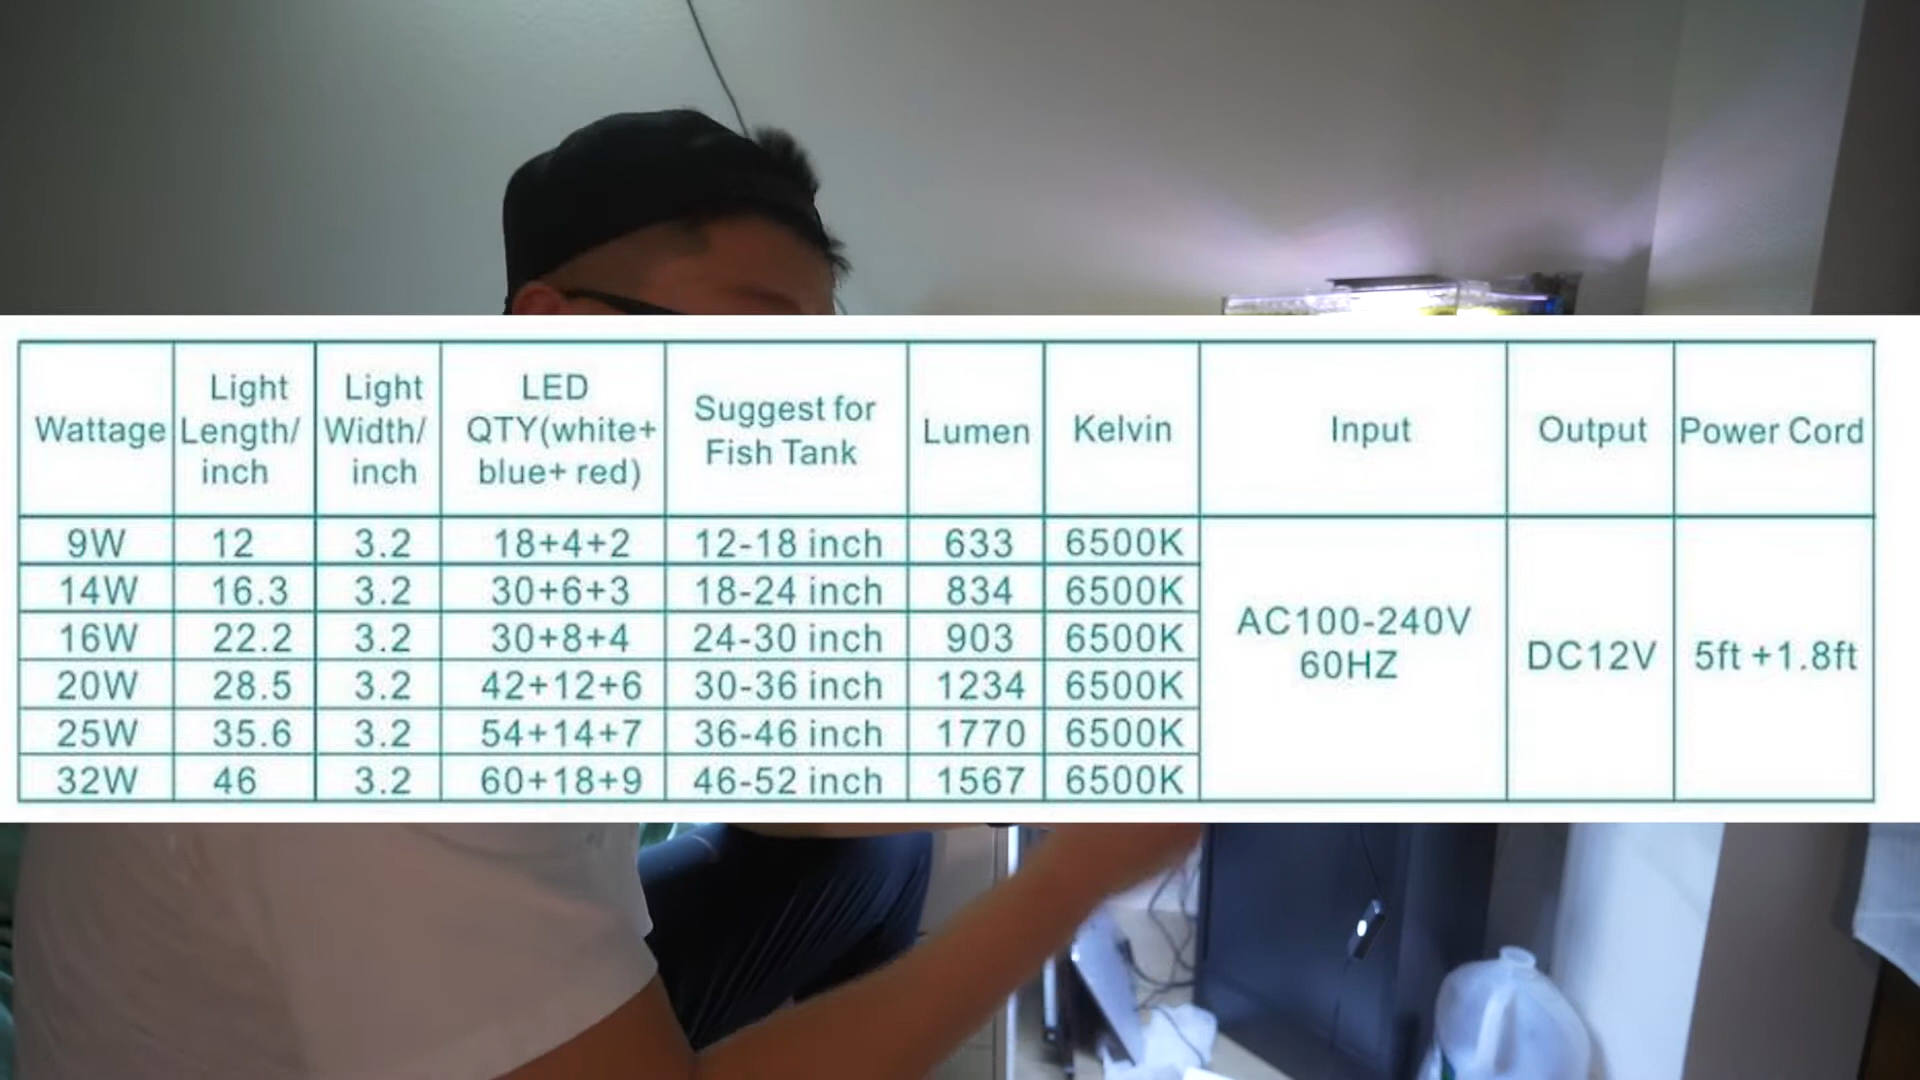 Wattage Light Length/ inch Light Width/ inch LED QTY(white+ blue+ red) Suggest for Fish Tank Lumen Kelvin Input Output Power Cord
9W 12 3.2 18+4+2 12-18 inch 633 6500K
14W 16.3 3.2 30+6+3 18-24 inch 834 6500K
16W 22.2 3.2 30+8+4 24-30 inch 903 6500K
20W 28.5 3.2 42+12+6 30-36 inch 1234 6500K
25W 35.6 3.2 54+14+7 36-46 inch 1770 6500K
32W 46 3.2 60+18+9 46-52 inch 1567 6500K
AC100-240V
60HZ
DC12V
5ft +1.8ft